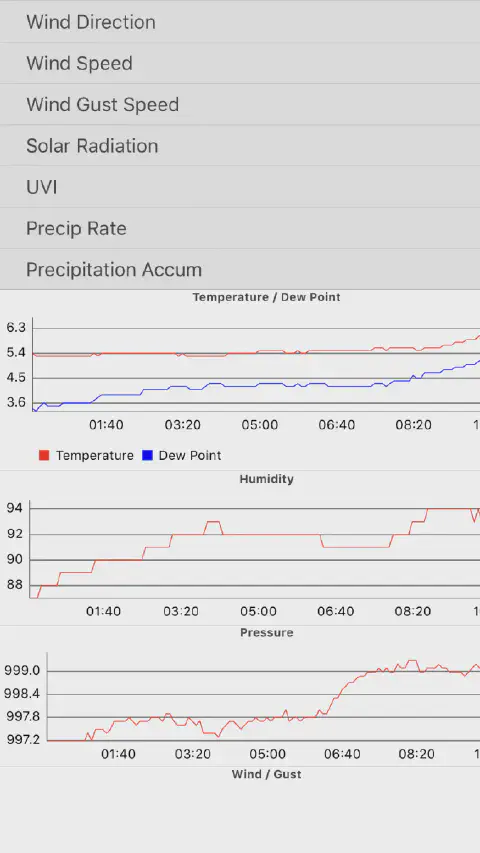 Wind Direction
Wind Speed
Wind Gust Speed
Solar Radiation
UVI
Precip Rate
Precipitation Accum
Temperature / Dew Point
6.3
5.4
4.5
3.6
01:40 03:20 05:00 06:40 08:20 1
Temperature Dew Point
Humidity
94
92
90
88
01:40 03:20 05:00 06:40 08:20 1
Pressure
999.0
998.4
997.8
997.2
01:40 03:20 05:00 06:40 08:20 1
Wind / Gust